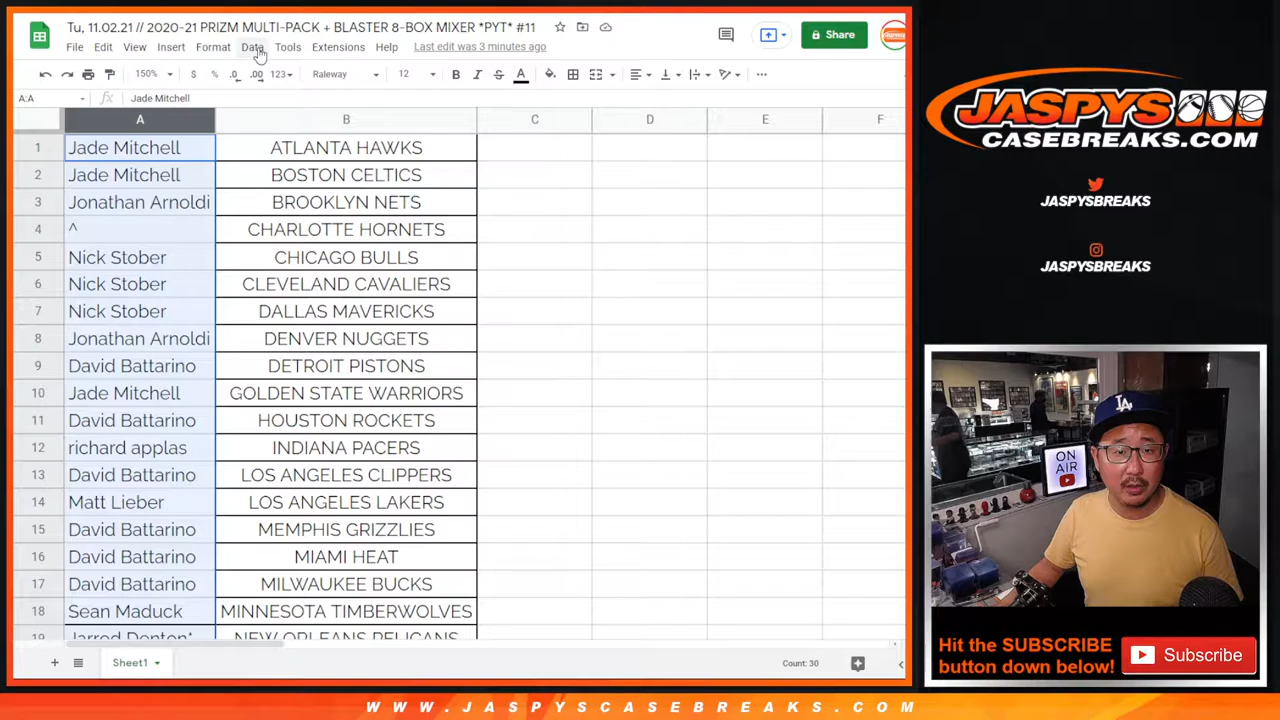 Tu, 11.02.21 // 2020-21 PRIZM MULTI-PACK + BLASTER 8-BOX MIXER *PYT* #11
File Edit View Insert Format Data Tools Extensions Help Last edit was 3 minutes ago
Share
150% $ % .0 .00 123 Raleway 12 B I S A
A:A fx Jade Mitchell
A B C D E F
1 Jade Mitchell ATLANTA HAWKS
2 Jade Mitchell BOSTON CELTICS
3 Jonathan Arnoldi BROOKLYN NETS
4 ^ CHARLOTTE HORNETS
5 Nick Stober CHICAGO BULLS
6 Nick Stober CLEVELAND CAVALIERS
7 Nick Stober DALLAS MAVERICKS
8 Jonathan Arnoldi DENVER NUGGETS
9 David Battarino DETROIT PISTONS
10 Jade Mitchell GOLDEN STATE WARRIORS
11 David Battarino HOUSTON ROCKETS
12 richard applas INDIANA PACERS
13 David Battarino LOS ANGELES CLIPPERS
14 Matt Lieber LOS ANGELES LAKERS
15 David Battarino MEMPHIS GRIZZLIES
16 David Battarino MIAMI HEAT
17 David Battarino MILWAUKEE BUCKS
18 Sean Maduck MINNESOTA TIMBERWOLVES
19 Jarred Denton* NEW ORLEANS PELICANS
Sheet1
Count: 30
JASPYS
CASEBREAKS.COM
JASPYSBREAKS
JASPYSBREAKS
LA
ON
AIR
Hit the SUBSCRIBE
button down below!
Subscribe
WWW.JASPYSCASEBREAKS.COM